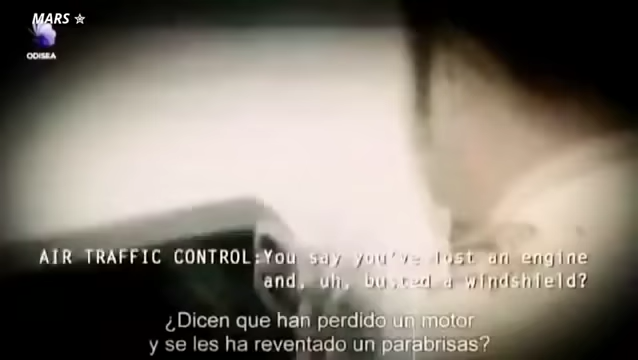 MARS ✯
ODISEA
AIR TRAFFIC CONTROL:You say you've lost an engine
and, uh, busted a windshield?
¿Dicen que han perdido un motor
y se les ha reventado un parabrisas?